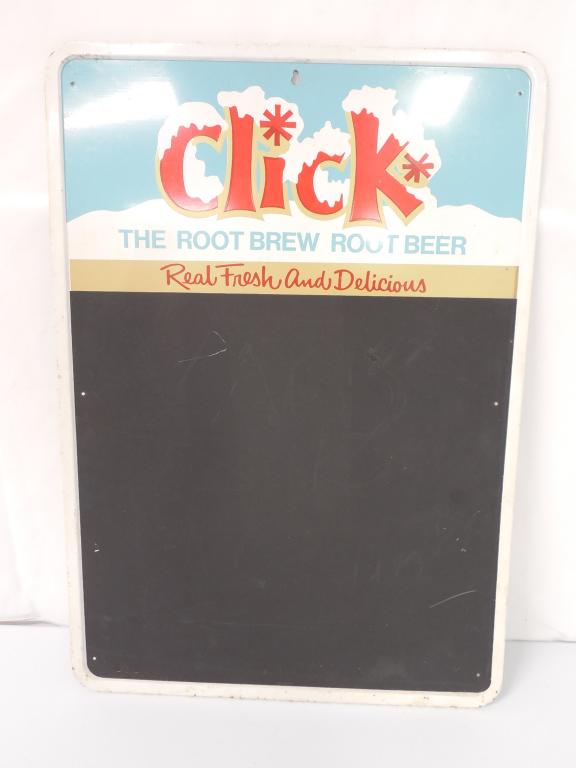 Click*
THE ROOT BREW ROOT BEER
Real Fresh And Delicious